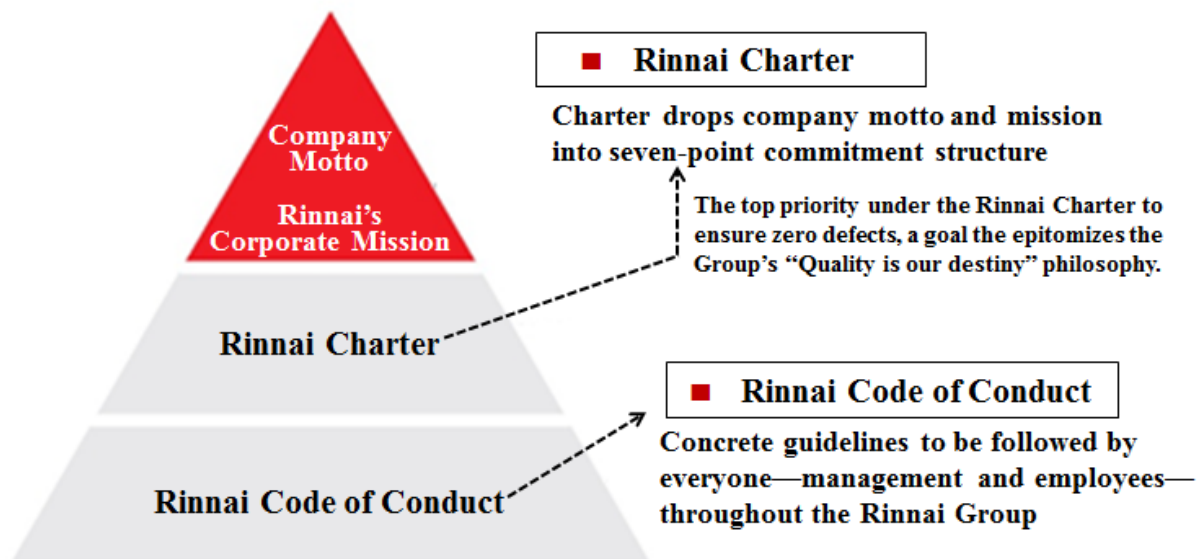 Company
Motto
Rinnai's
Corporate Mission
Rinnai Charter
Rinnai Code of Conduct
■ Rinnai Charter
Charter drops company motto and mission
into seven-point commitment structure
The top priority under the Rinnai Charter to
ensure zero defects, a goal the epitomizes the
Group's “Quality is our destiny” philosophy.
■ Rinnai Code of Conduct
Concrete guidelines to be followed by
everyone—management and employees—
throughout the Rinnai Group